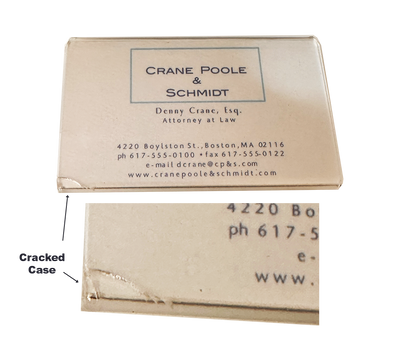 CRANE POOLE
&
SCHMIDT
Denny Crane, Esq.
Attorney at Law
4220 Boylston St., Boston, MA 02116
ph 617-555-0100 • fax 617-555-0122
e-mail dcrane@cp&s.com
www.cranepoole&schmidt.com
4220 Bo
ph 617-5
e-
www.
Cracked
Case